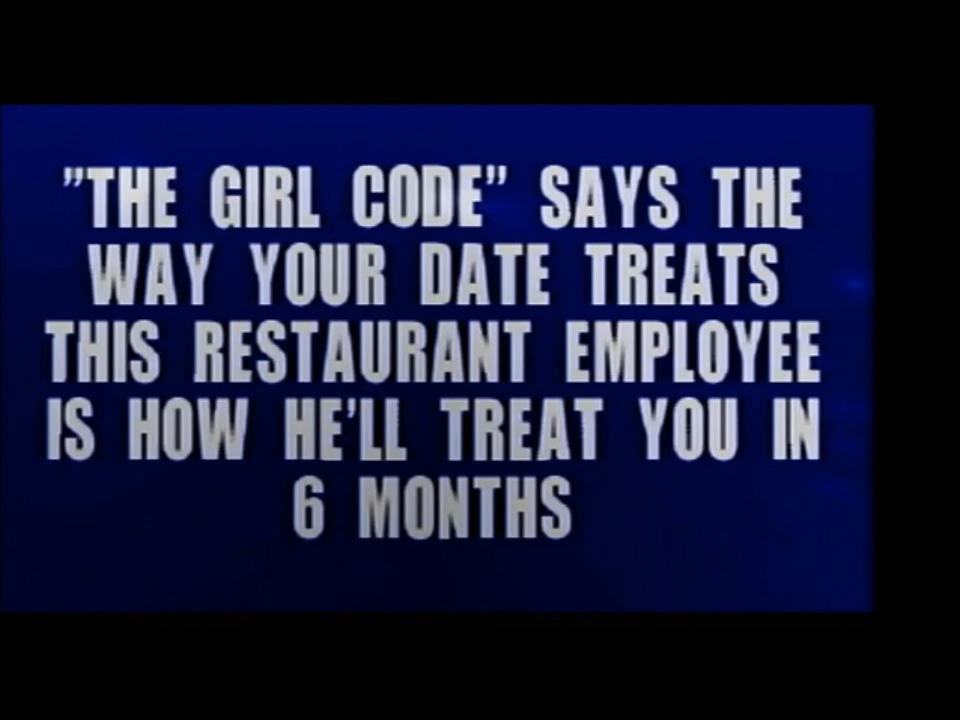 ”THE GIRL CODE” SAYS THE
WAY YOUR DATE TREATS
THIS RESTAURANT EMPLOYEE
IS HOW HE'LL TREAT YOU IN
6 MONTHS